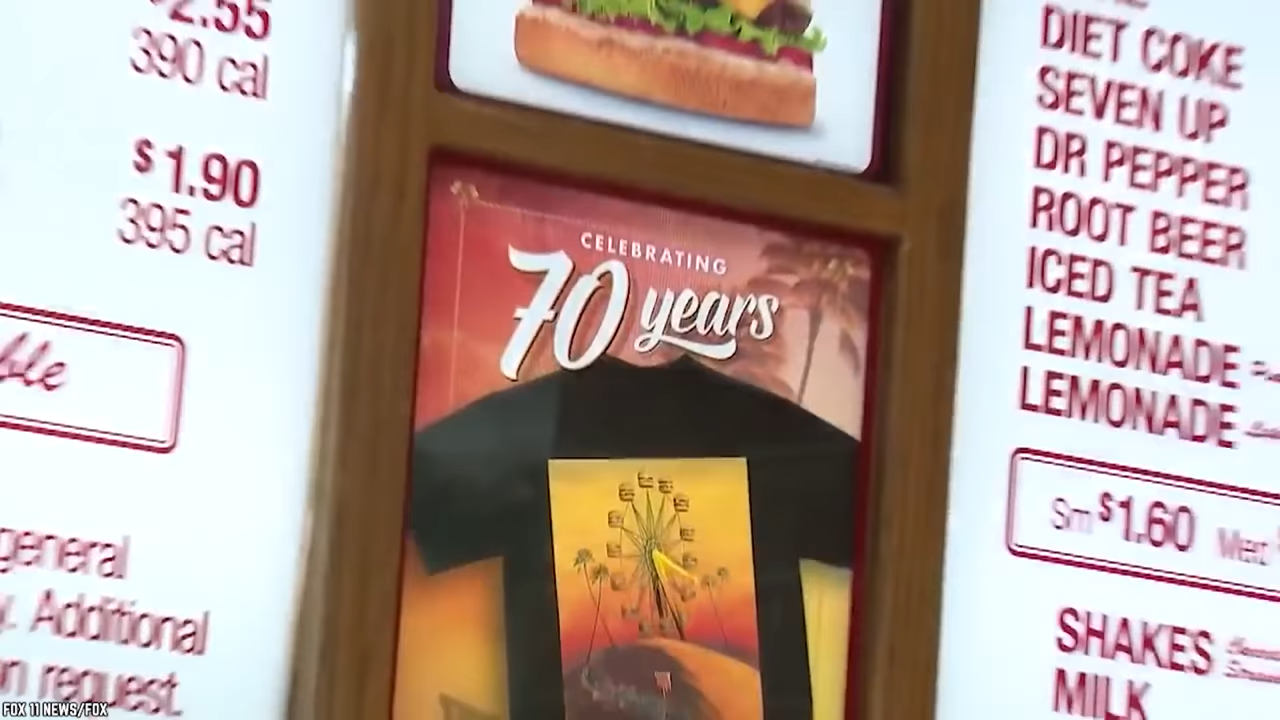 $2.55
390 cal
$1.90
395 cal
general
Additional
request.
FOX 11 NEWS/FOX
CELEBRATING
70 years
DIET COKE
SEVEN UP
DR PEPPER
ROOT BEER
ICED TEA
LEMONADE
LEMONADE
Sm $1.60
SHAKES
MILK